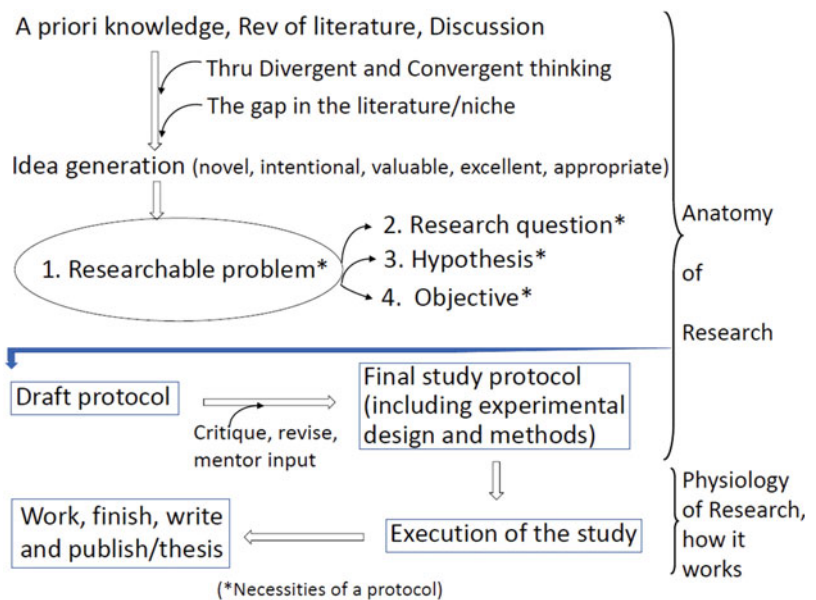 A priori knowledge, Rev of literature, Discussion
Thru Divergent and Convergent thinking
The gap in the literature/niche
Idea generation (novel, intentional, valuable, excellent, appropriate)
1. Researchable problem*
2. Research question*
3. Hypothesis*
4. Objective*
Anatomy
of
Research
Draft protocol
Critique, revise,
mentor input
Final study protocol
(including experimental
design and methods)
Execution of the study
Work, finish, write
and publish/thesis
Physiology
of Research,
how it
works
(*Necessities of a protocol)